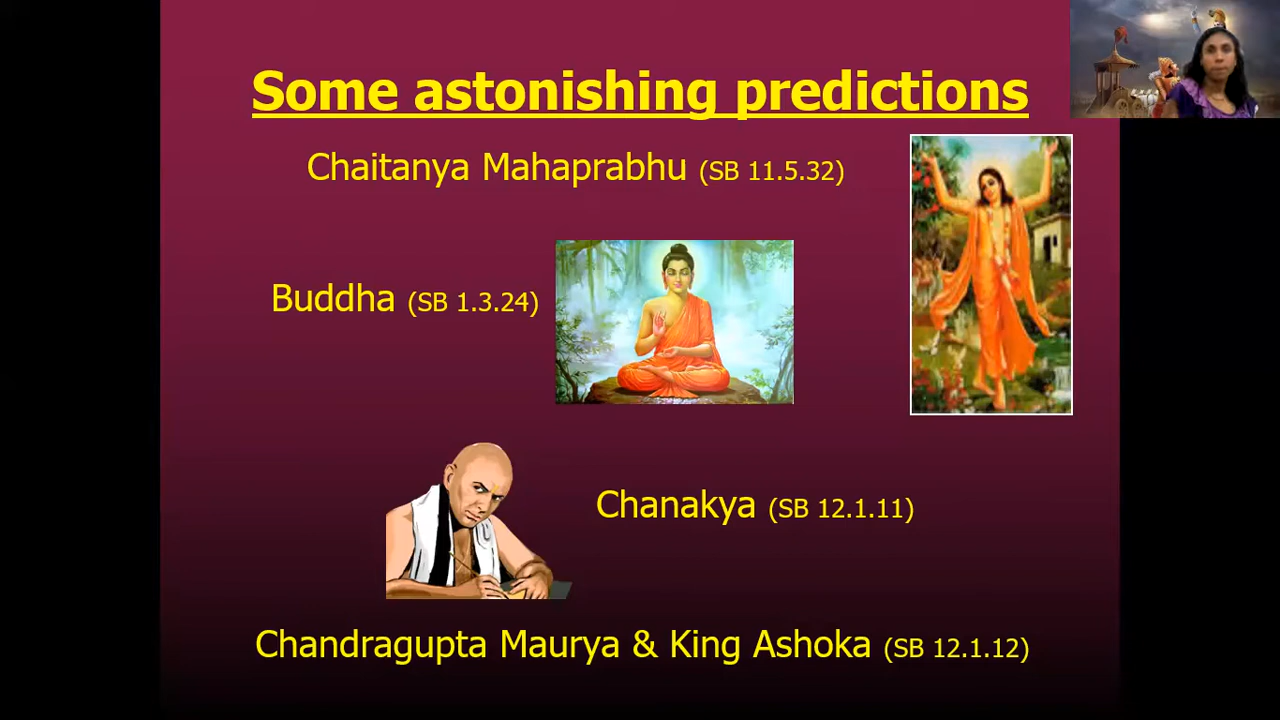 Some astonishing predictions
Chaitanya Mahaprabhu (SB 11.5.32)
Buddha (SB 1.3.24)
Chanakya (SB 12.1.11)
Chandragupta Maurya & King Ashoka (SB 12.1.12)